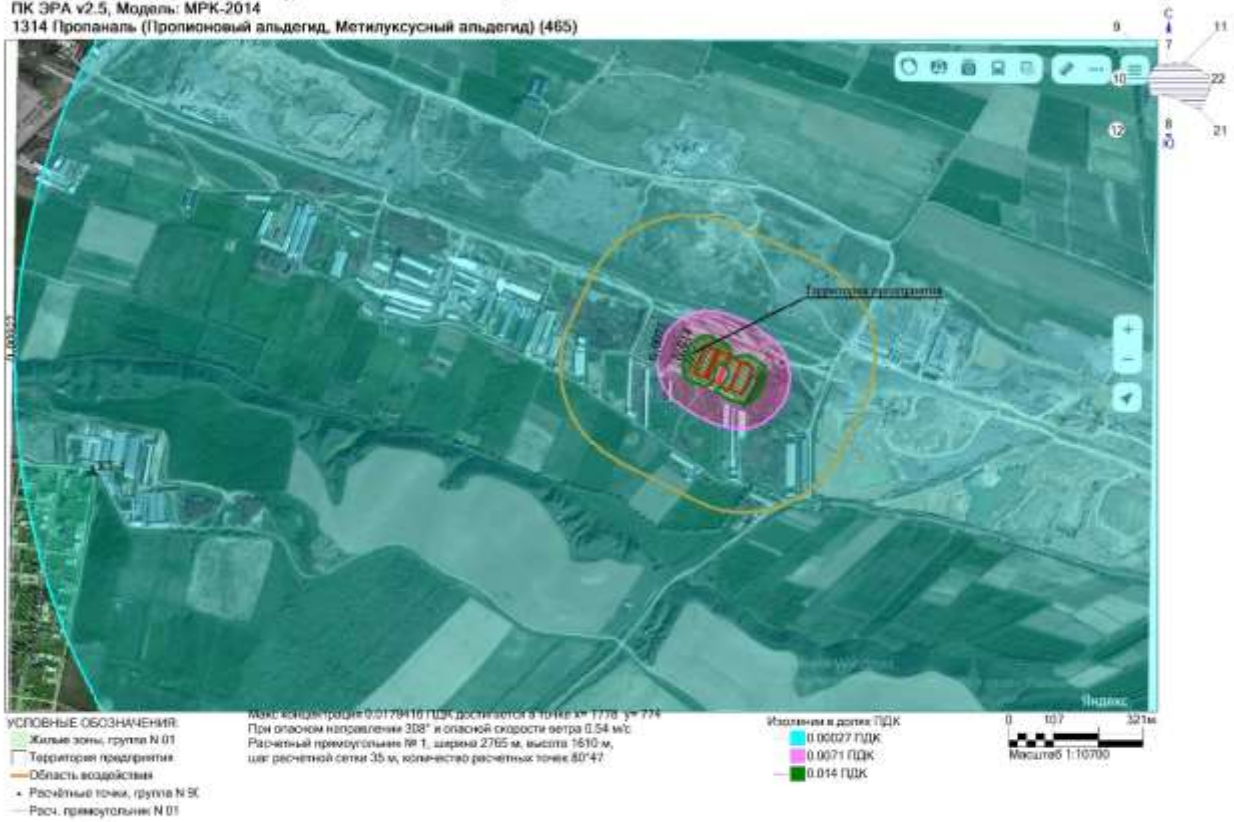 ПК ЭРА v2.5, Модель: МРК-2014
1314 Пропаналь (Пропионовый альдегид, Метилуксусный альдегид) (465)
С
9
7
11
10
22
12
8
21
Ю
Территория предприятия
0.014
Яндекс
УСЛОВНЫЕ ОБОЗНАЧЕНИЯ:
Жилые зоны, группа N 01
Территория предприятия
Область воздействия
Расчётные точки, группа N 90
Расч. прямоугольник N 01
Макс концентрация 0.0179416 ПДК достигается в точке x= 1778 y= 774
При опасном направлении 308° и опасной скорости ветра 0.54 м/с
Расчетный прямоугольник № 1, ширина 2765 м, высота 1610 м,
шаг расчетной сетки 35 м, количество расчетных точек 80*47
Изолинии в долях ПДК
0.00027 ПДК
0.0071 ПДК
0.014 ПДК
0 107 321м
Масштаб 1:10700